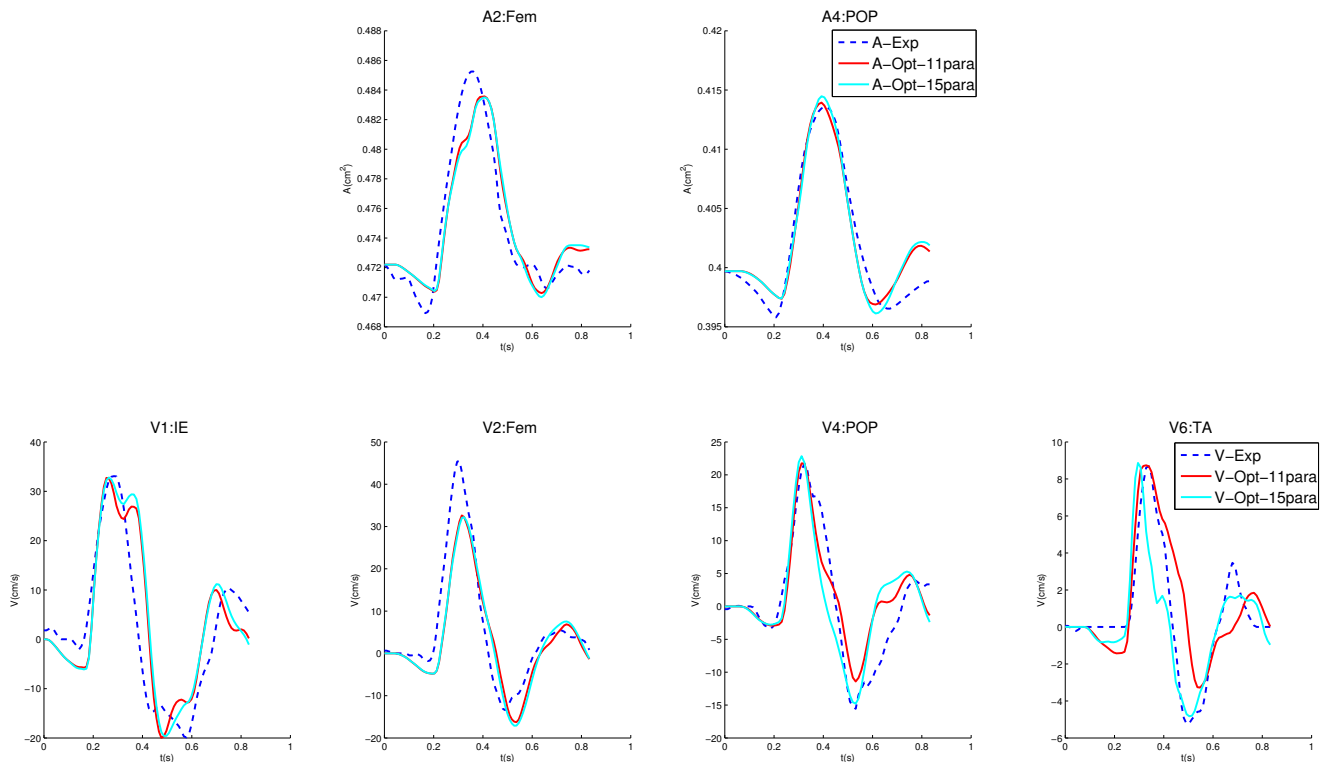 A2:Fem
0.488
0.486
0.484
0.482
0.48
0.478
0.476
0.474
0.472
0.47
0.468
A(cm²)
0 0.2 0.4 0.6 0.8 1
t(s)
A4:POP
0.42
0.415
0.41
0.405
0.4
0.395
A(cm²)
0 0.2 0.4 0.6 0.8 1
t(s)
A−Exp
A−Opt−11para
A−Opt−15para
V1:IE
40
30
20
10
0
−10
−20
V(cm/s)
0 0.2 0.4 0.6 0.8 1
t(s)
V2:Fem
50
40
30
20
10
0
−10
−20
V(cm/s)
0 0.2 0.4 0.6 0.8 1
t(s)
V4:POP
25
20
15
10
5
0
−5
−10
−15
−20
V(cm/s)
0 0.2 0.4 0.6 0.8 1
t(s)
V6:TA
10
8
6
4
2
0
−2
−4
−6
V(cm/s)
0 0.2 0.4 0.6 0.8 1
t(s)
V−Exp
V−Opt−11para
V−Opt−15para